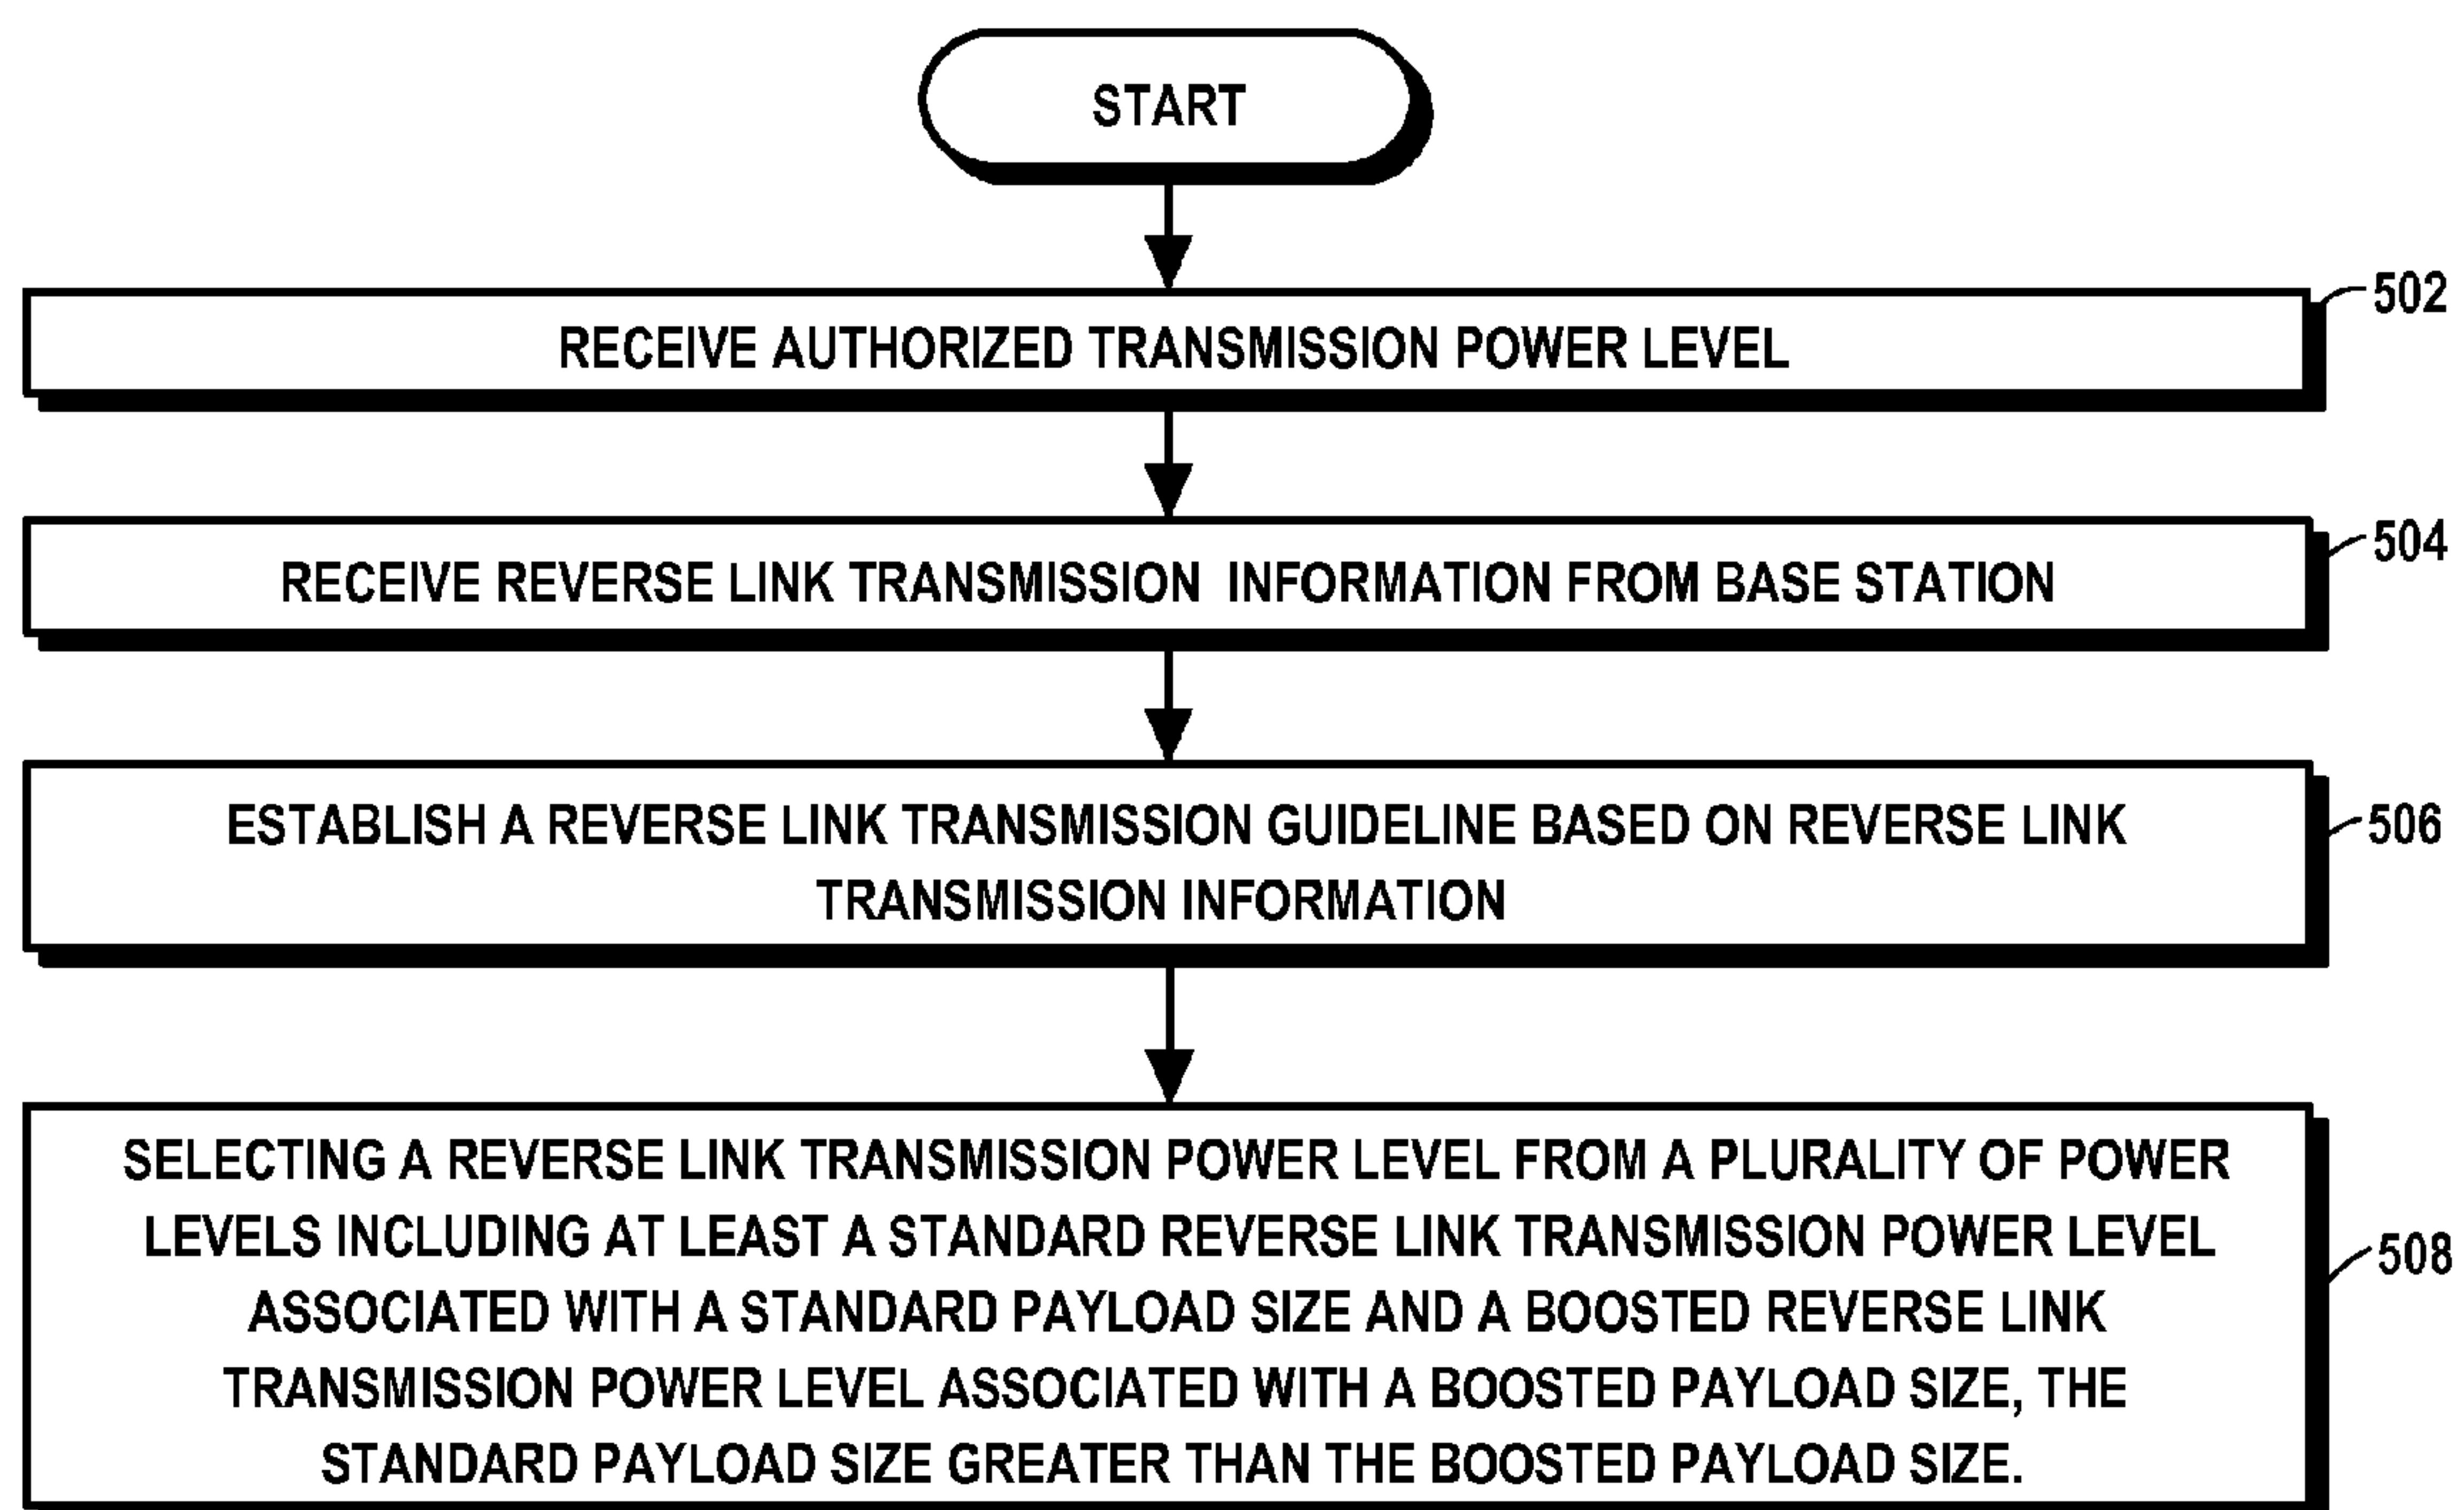 START
502
RECEIVE AUTHORIZED TRANSMISSION POWER LEVEL
504
RECEIVE REVERSE LINK TRANSMISSION INFORMATION FROM BASE STATION
506
ESTABLISH A REVERSE LINK TRANSMISSION GUIDELINE BASED ON REVERSE LINK
TRANSMISSION INFORMATION
508
SELECTING A REVERSE LINK TRANSMISSION POWER LEVEL FROM A PLURALITY OF POWER
LEVELS INCLUDING AT LEAST A STANDARD REVERSE LINK TRANSMISSION POWER LEVEL
ASSOCIATED WITH A STANDARD PAYLOAD SIZE AND A BOOSTED REVERSE LINK
TRANSMISSION POWER LEVEL ASSOCIATED WITH A BOOSTED PAYLOAD SIZE, THE
STANDARD PAYLOAD SIZE GREATER THAN THE BOOSTED PAYLOAD SIZE.